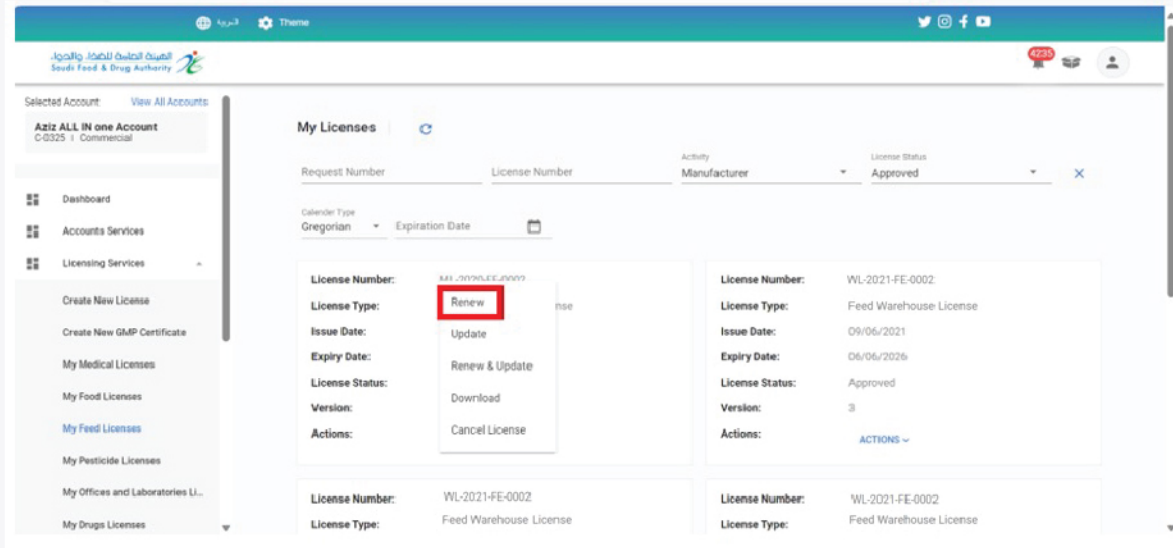 العربية
Theme
الهيئة العامة للغذاء والدواء
Saudi Food & Drug Authority
4235
Selected Account:
View All Accounts
Aziz ALL IN one Account
C-0325 | Commercial
Dashboard
Accounts Services
Licensing Services
Create New License
Create New GMP Certificate
My Medical Licenses
My Food Licenses
My Feed Licenses
My Pesticide Licenses
My Offices and Laboratories Li...
My Drugs Licenses
My Licenses
Request Number
License Number
Activity
Manufacturer
License Status
Approved
Calender Type
Gregorian
Expiration Date
License Number:
ML-2020-FE-0002
License Type:
nse
Issue Date:
Expiry Date:
License Status:
Version:
Actions:
Renew
Update
Renew & Update
Download
Cancel License
License Number: WL-2021-FE-0002
License Type: Feed Warehouse License
Issue Date: 09/06/2021
Expiry Date: 06/06/2026
License Status: Approved
Version: 3
Actions: ACTIONS
License Number: WL-2021-FE-0002
License Type: Feed Warehouse License
License Number: WL-2021-FE-0002
License Type: Feed Warehouse License